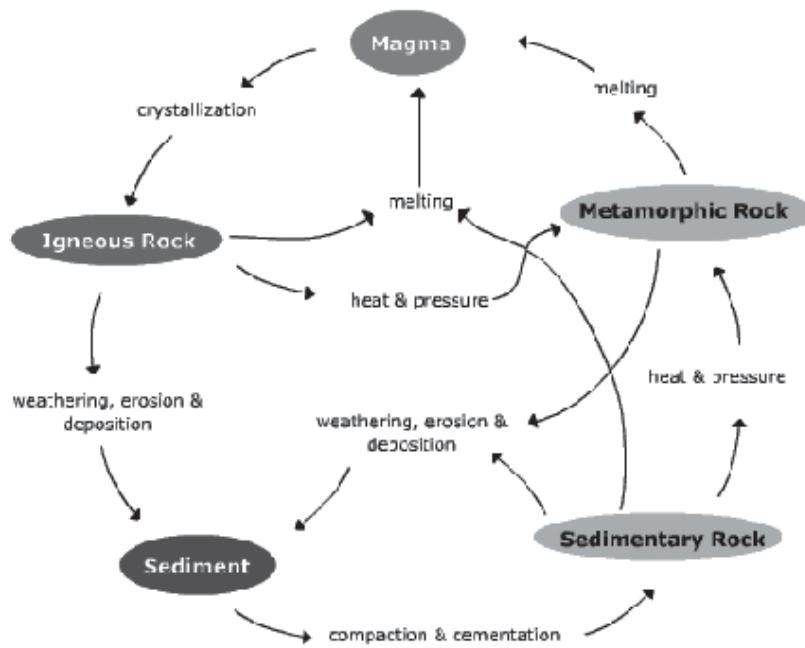 Magma
melting
crystallization
melting
Metamorphic Rock
Igneous Rock
heat & pressure
heat & pressure
weathering, erosion &
deposition
weathering, erosion &
deposition
Sedimentary Rock
Sediment
compaction & cementation